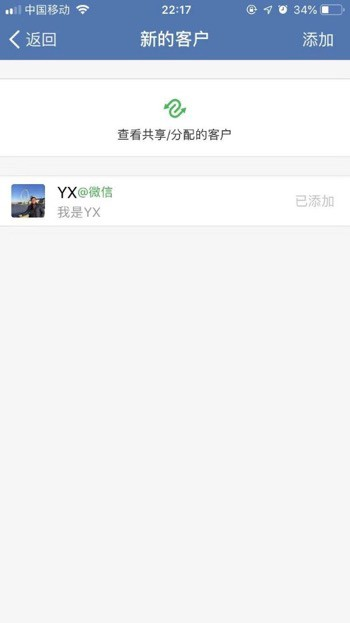 中国移动 22:17 34%
返回 新的客户 添加
查看共享/分配的客户
YX@微信
我是YX 已添加